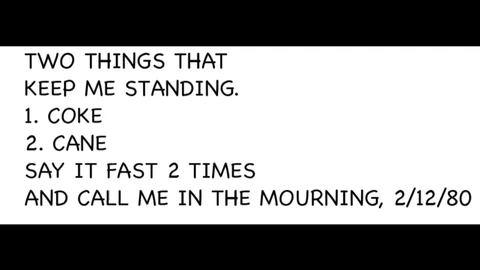 TWO THINGS THAT
KEEP ME STANDING.
1. COKE
2. CANE
SAY IT FAST 2 TIMES
AND CALL ME IN THE MOURNING, 2/12/80